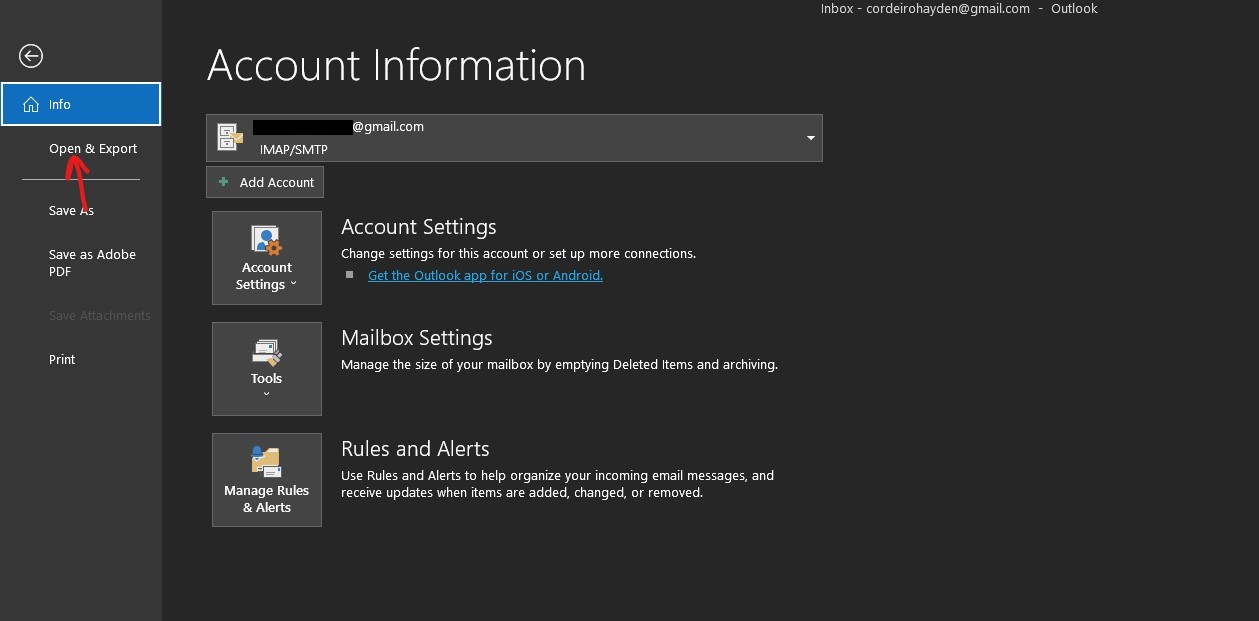 Inbox - cordeirohayden@gmail.com - Outlook
Account Information
Info
Open & Export
Save As
Save as Adobe
PDF
Save Attachments
Print
@gmail.com
IMAP/SMTP
Add Account
Account
Settings
Account Settings
Change settings for this account or set up more connections.
Get the Outlook app for iOS or Android.
Tools
Mailbox Settings
Manage the size of your mailbox by emptying Deleted Items and archiving.
Manage Rules
& Alerts
Rules and Alerts
Use Rules and Alerts to help organize your incoming email messages, and
receive updates when items are added, changed, or removed.